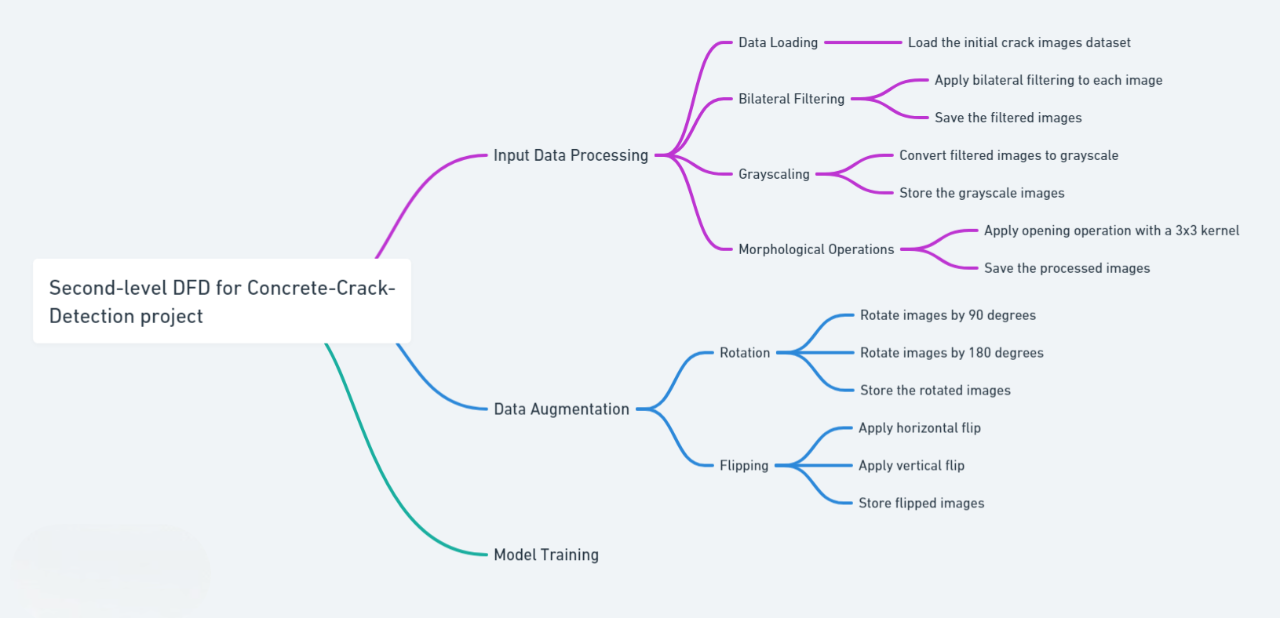 Second-level DFD for Concrete-Crack-
Detection project
Input Data Processing
Data Loading
Load the initial crack images dataset
Bilateral Filtering
Apply bilateral filtering to each image
Save the filtered images
Grayscaling
Convert filtered images to grayscale
Store the grayscale images
Morphological Operations
Apply opening operation with a 3x3 kernel
Save the processed images
Data Augmentation
Rotation
Rotate images by 90 degrees
Rotate images by 180 degrees
Store the rotated images
Flipping
Apply horizontal flip
Apply vertical flip
Store flipped images
Model Training